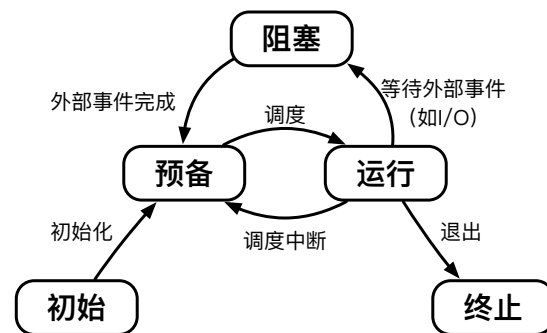 阻塞
外部事件完成
等待外部事件
(如I/O)
调度
预备
运行
初始化
调度中断
退出
初始
终止